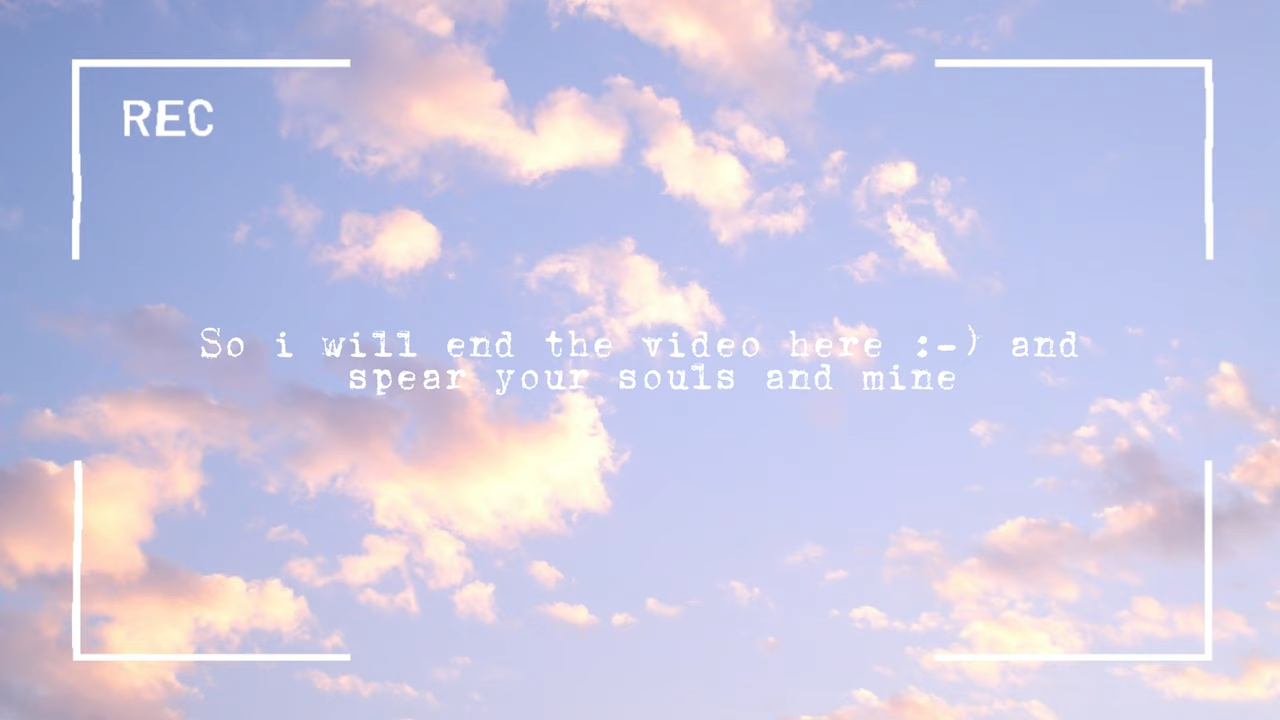 REC
So i will end the video here :-) and
spear your souls and mine